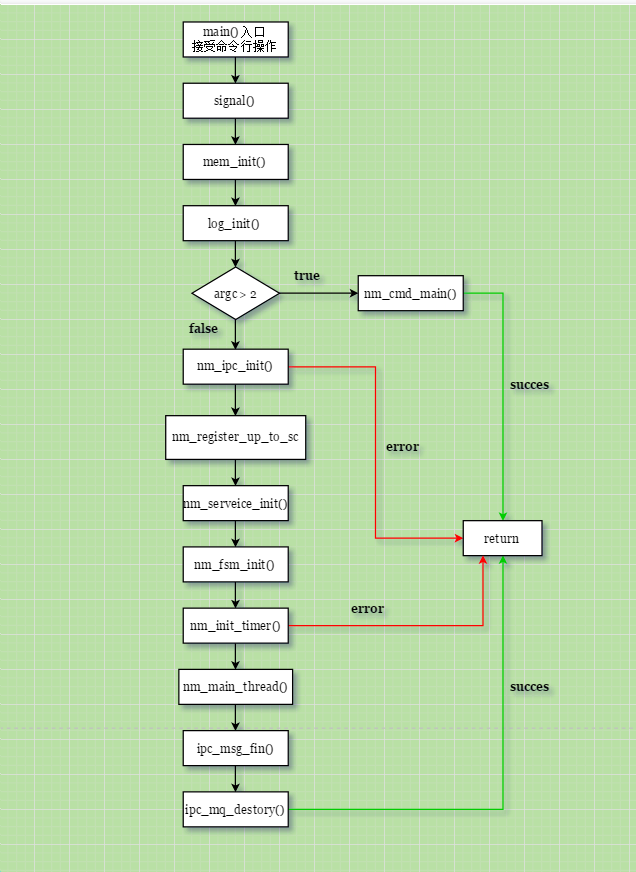 main() 入口
接受命令行操作
signal()
mem_init()
log_init()
argc > 2
true
nm_cmd_main()
false
nm_ipc_init()
succes
error
nm_register_up_to_sc
nm_serveice_init()
return
nm_fsm_init()
error
nm_init_timer()
nm_main_thread()
succes
ipc_msg_fin()
ipc_mq_destory()